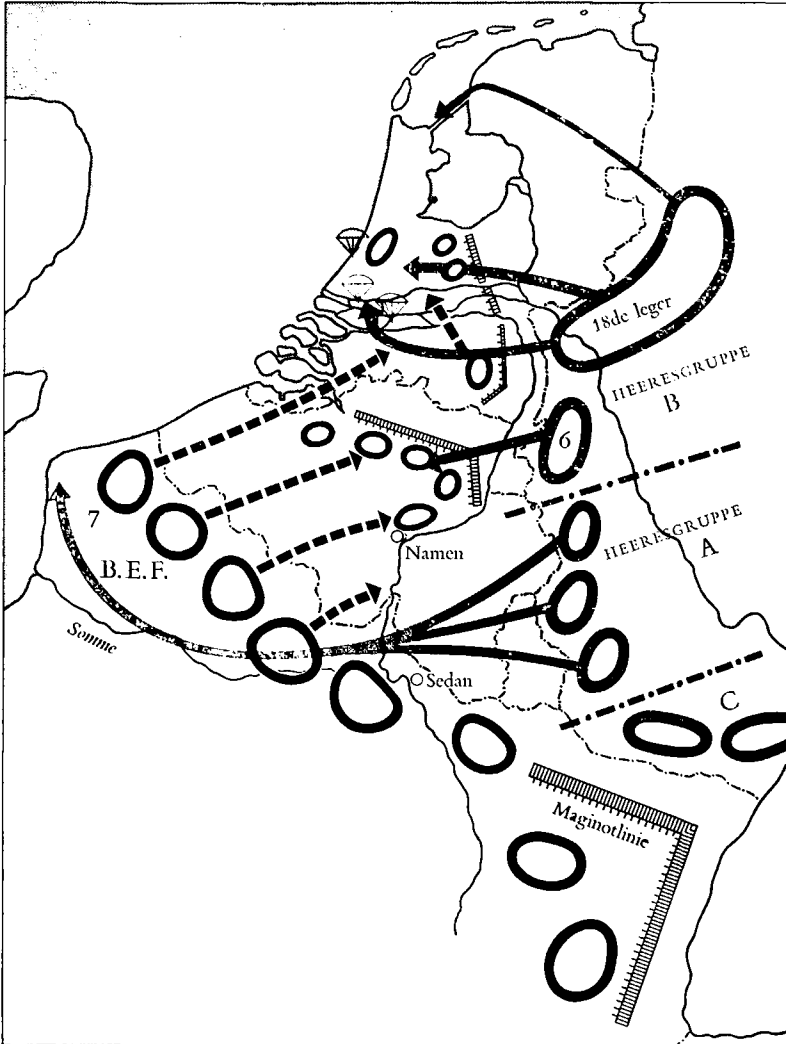 18de leger
HEERESGRUPPE
B
6
7
HEERESGRUPPE
A
Namen
B.E.F.
Somme
Sedan
C
Maginotlinie